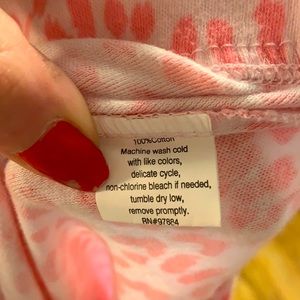 100%Cotton
Machine wash cold
with like colors,
delicate cycle,
non-chlorine bleach if needed,
tumble dry low,
remove promptly.
RN#97884